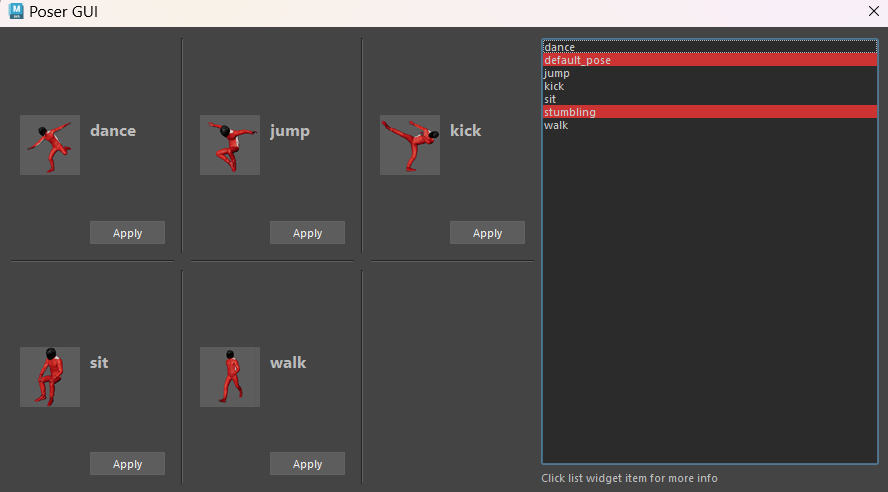 Poser GUI
dance
Apply
jump
Apply
kick
Apply
sit
Apply
walk
Apply
dance
default_pose
jump
kick
sit
stumbling
walk
Click list widget item for more info